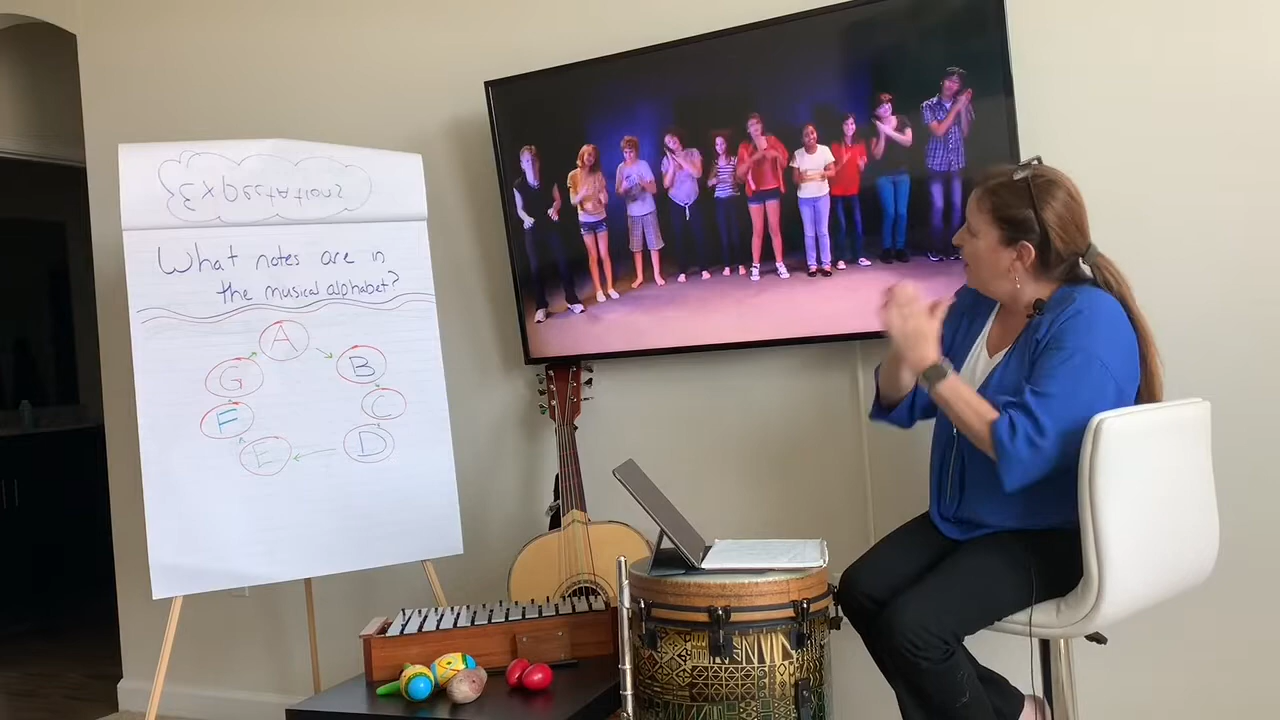 Expectations
What notes are in
the musical alphabet?
A
B
C
D
E
F
G